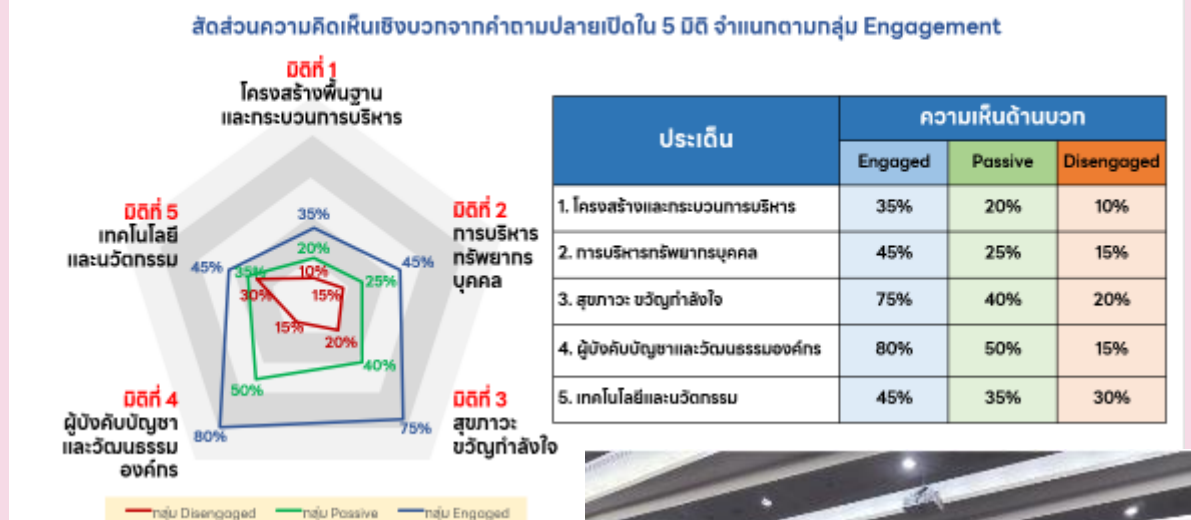 สัดส่วนความคิดเห็นเชิงบวกจากคำถามปลายเปิดใน 5 มิติ จำแนกตามกลุ่ม Engagement
มิติที่ 1
โครงสร้างพื้นฐาน
และกระบวนการบริหาร
มิติที่ 5
เทคโนโลยี
และนวัตกรรม
มิติที่ 2
การบริหาร
ทรัพยากร
บุคคล
35%
20%
10%
45%
35%
30%
45%
25%
15%
15%
20%
40%
50%
80%
75%
มิติที่ 4
ผู้บังคับบัญชา
และวัฒนธรรม
องค์กร
มิติที่ 3
สุขภาวะ
ขวัญกำลังใจ
กลุ่ม Disengaged กลุ่ม Passive กลุ่ม Engaged
ประเด็น ความเห็นด้านบวก
Engaged Passive Disengaged
1. โครงสร้างและกระบวนการบริหาร 35% 20% 10%
2. การบริหารทรัพยากรบุคคล 45% 25% 15%
3. สุขภาวะ ขวัญกำลังใจ 75% 40% 20%
4. ผู้บังคับบัญชาและวัฒนธรรมองค์กร 80% 50% 15%
5. เทคโนโลยีและนวัตกรรม 45% 35% 30%